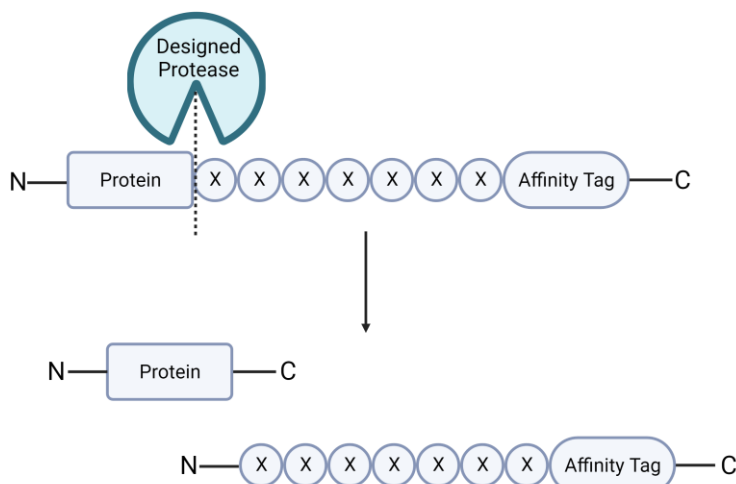 Designed
Protease
N Protein X X X X X X X Affinity Tag C
N Protein C
N X X X X X X X Affinity Tag C